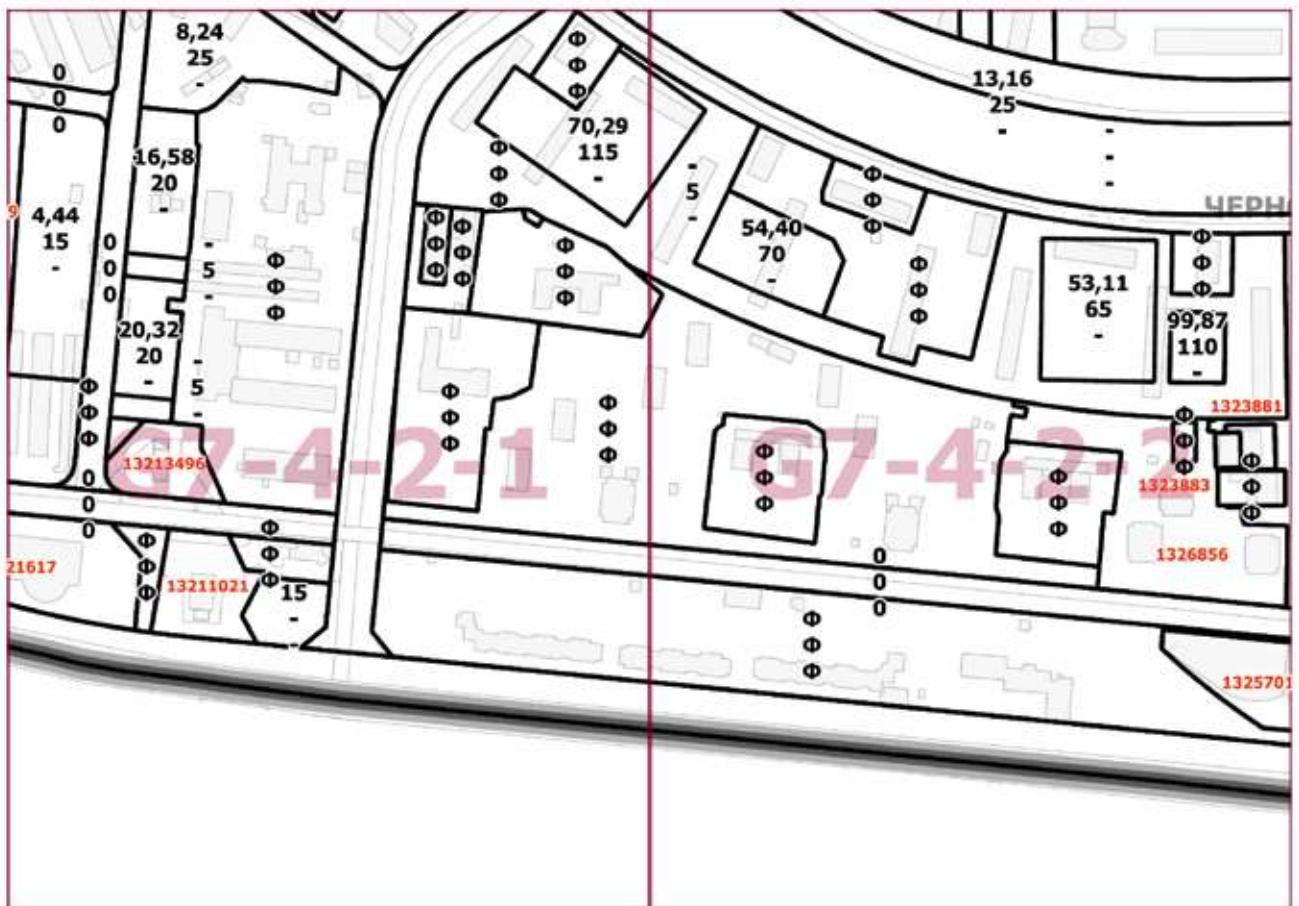 8,24
25
-
0
0
0
Ф
Ф
Ф
13,16
25
-
-
-
-
70,29
115
-
16,58
20
-
Ф
Ф
Ф
-
5
-
Ф
Ф
Ф
ЧЕРН
9
4,44
15
-
0
0
0
-
5
-
Ф
Ф
Ф
Ф
Ф
Ф
Ф
Ф
Ф
Ф
Ф
Ф
54,40
70
-
Ф
Ф
Ф
Ф
Ф
Ф
53,11
65
-
99,87
110
-
20,32
20
-
-
5
-
Ф
Ф
Ф
Ф
Ф
Ф
Ф
Ф
Ф
1323881
Ф
Ф
Ф
G7-4-2-1
G7-4-2-2
13213496
Ф
Ф
Ф
Ф
Ф
Ф
Ф
Ф
Ф
1323883
0
0
0
Ф
Ф
Ф
Ф
Ф
Ф
0
0
0
1326856
21617
13211021
15
-
-
Ф
Ф
Ф
1325701